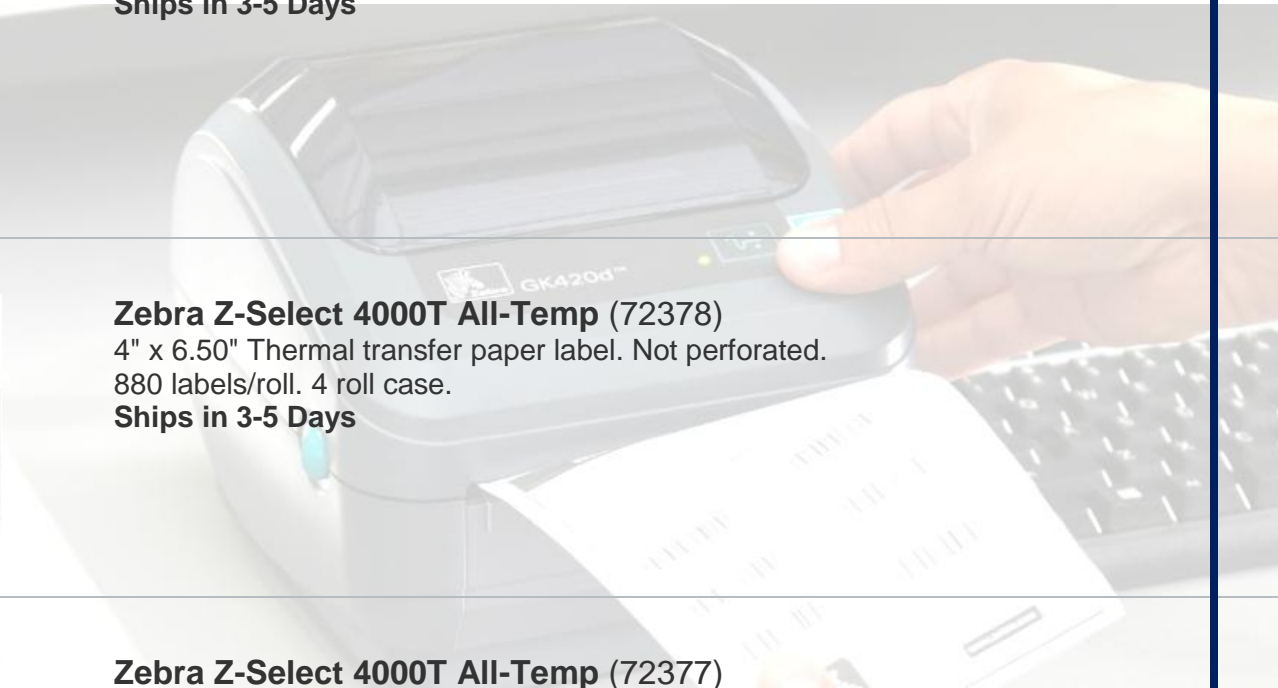 Ships in 3-5 Days
GK420d™
Zebra Z-Select 4000T All-Temp (72378)
4" x 6.50" Thermal transfer paper label. Not perforated.
880 labels/roll. 4 roll case.
Ships in 3-5 Days
Zebra Z-Select 4000T All-Temp (72377)